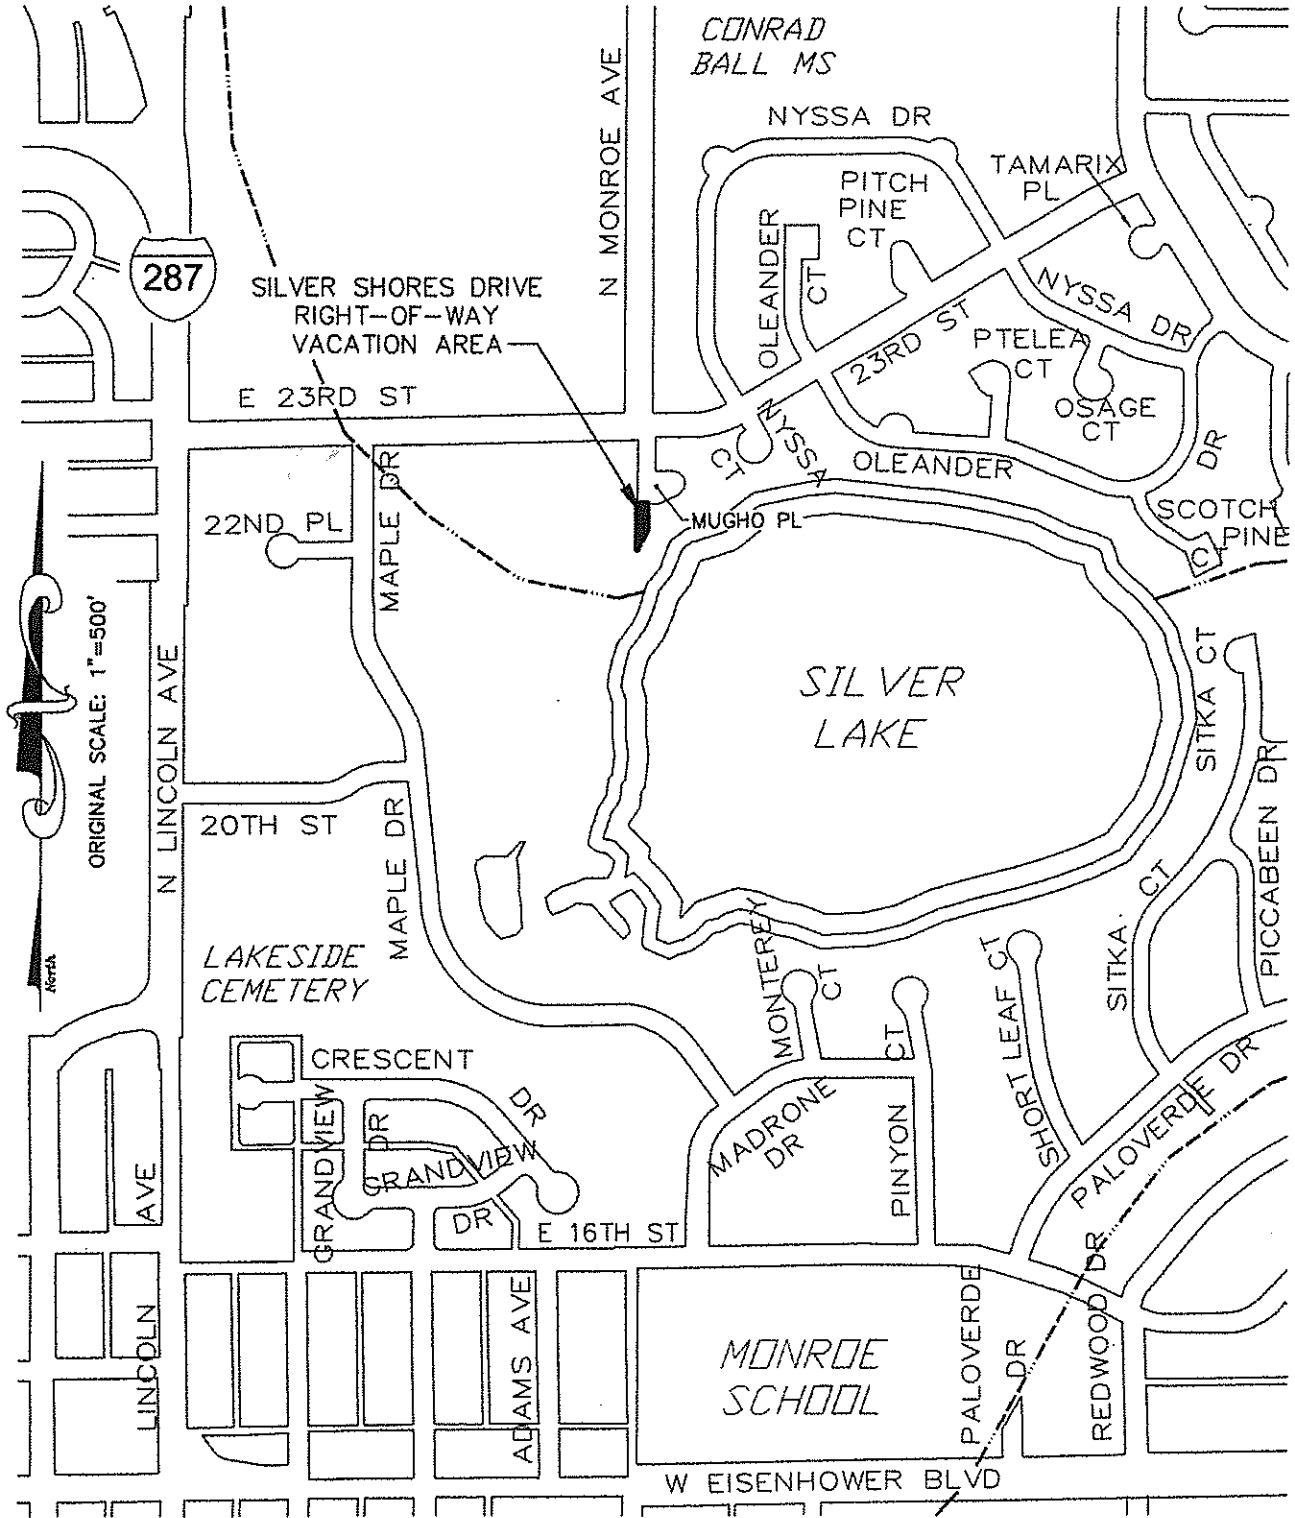 CONRAD
BALL MS
N MONROE AVE
NYSSA DR
TAMARIX
PL
PITCH
PINE
CT
OLEANDER
CT
287
SILVER SHORES DRIVE
RIGHT-OF-WAY
VACATION AREA
NYSSA DR
23RD ST
PTELEA
CT
E 23RD ST
OSAGE
CT
NYSSA
CT
OLEANDER
DR
MAPLE DR
22ND PL
MUGHO PL
SCOTCH
PINE
CT
ORIGINAL SCALE: 1"=500'
N LINCOLN AVE
SILVER
LAKE
SITKA CT
PICCABEEN DR
20TH ST
MAPLE DR
SITKA CT
LAKESIDE
CEMETERY
North
MONTEREY
CT
SHORT LEAF CT
CRESCENT
DR
GRANDVIEW
DR
GRANDVIEW
DR
MADRONE
DR
PINYON
CT
PALOVERDE DR
AVE
LINCOLN
E 16TH ST
ADAMS AVE
MONROE
SCHOOL
PALOVERDE
DR
REDWOOD DR
W EISENHOWER BLVD